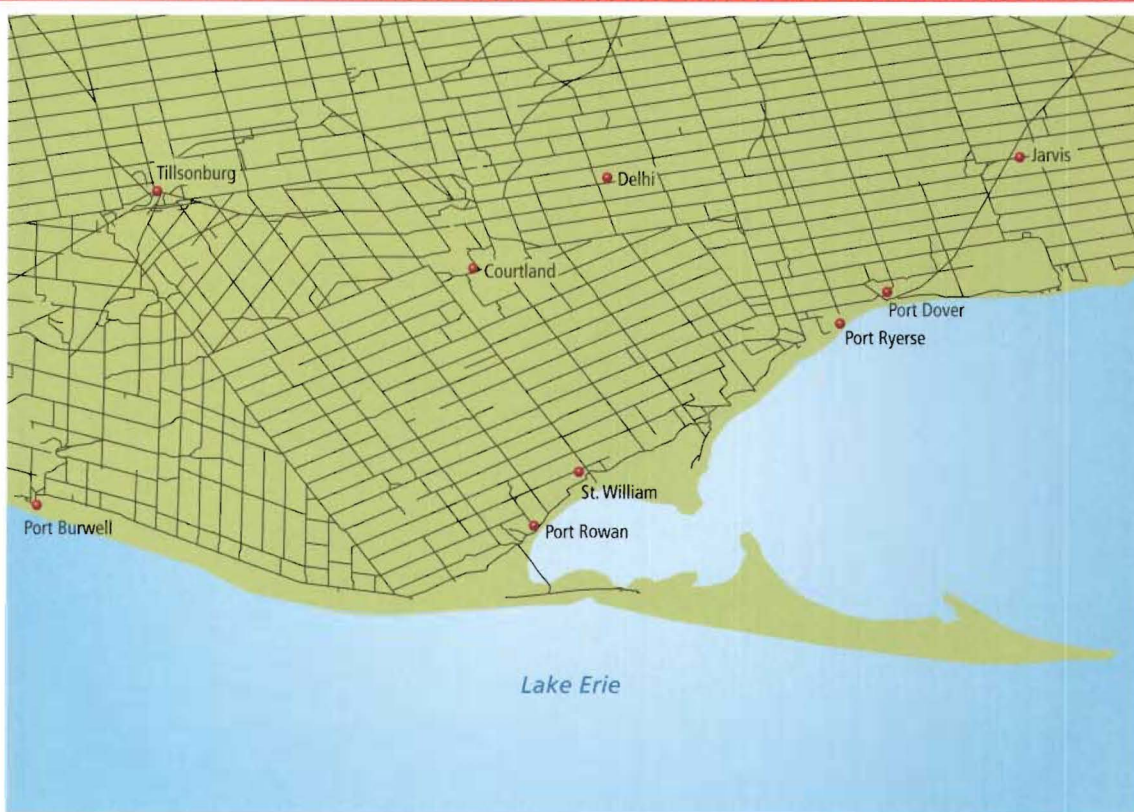 Jarvis
Tillsonburg
Delhi
Courtland
Port Dover
Port Ryerse
St. William
Port Burwell
Port Rowan
Lake Erie